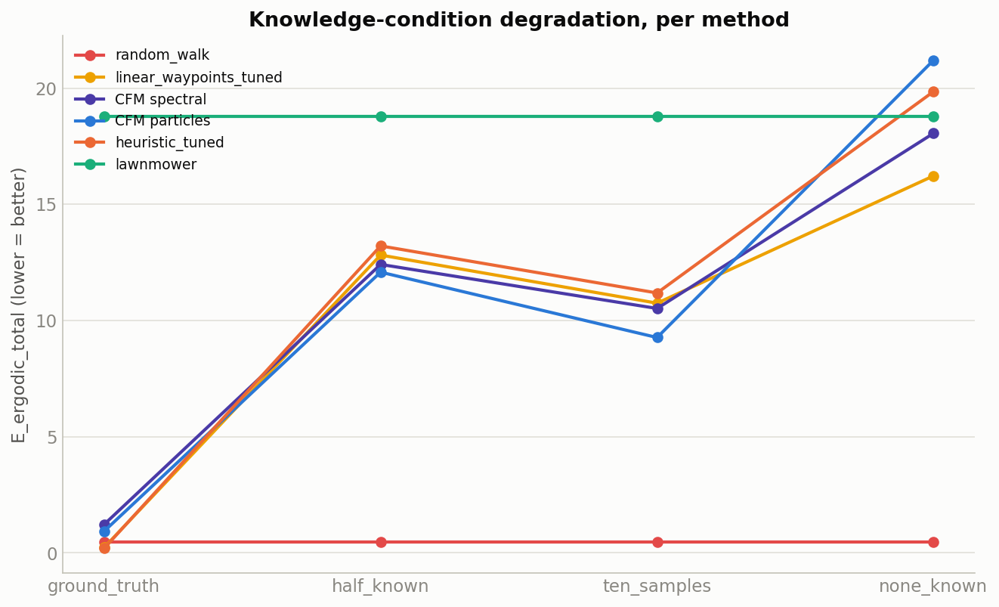 Knowledge-condition degradation, per method
random_walk
linear_waypoints_tuned
CFM spectral
CFM particles
heuristic_tuned
lawnmower
E_ergodic_total (lower = better)
20
15
10
5
0
ground_truth half_known ten_samples none_known